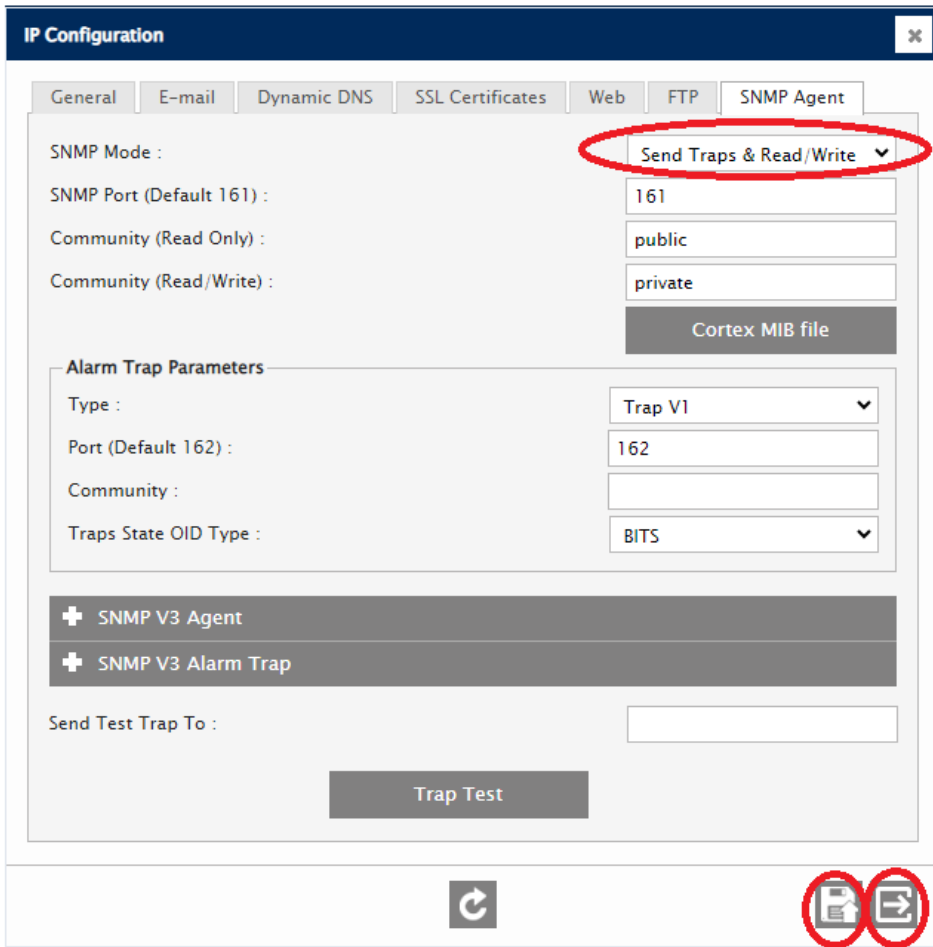 IP Configuration
General E-mail Dynamic DNS SSL Certificates Web FTP SNMP Agent
SNMP Mode : Send Traps & Read/Write
SNMP Port (Default 161) : 161
Community (Read Only) : public
Community (Read/Write) : private
Cortex MIB file
Alarm Trap Parameters
Type : Trap V1
Port (Default 162) : 162
Community :
Traps State OID Type : BITS
SNMP V3 Agent
SNMP V3 Alarm Trap
Send Test Trap To :
Trap Test